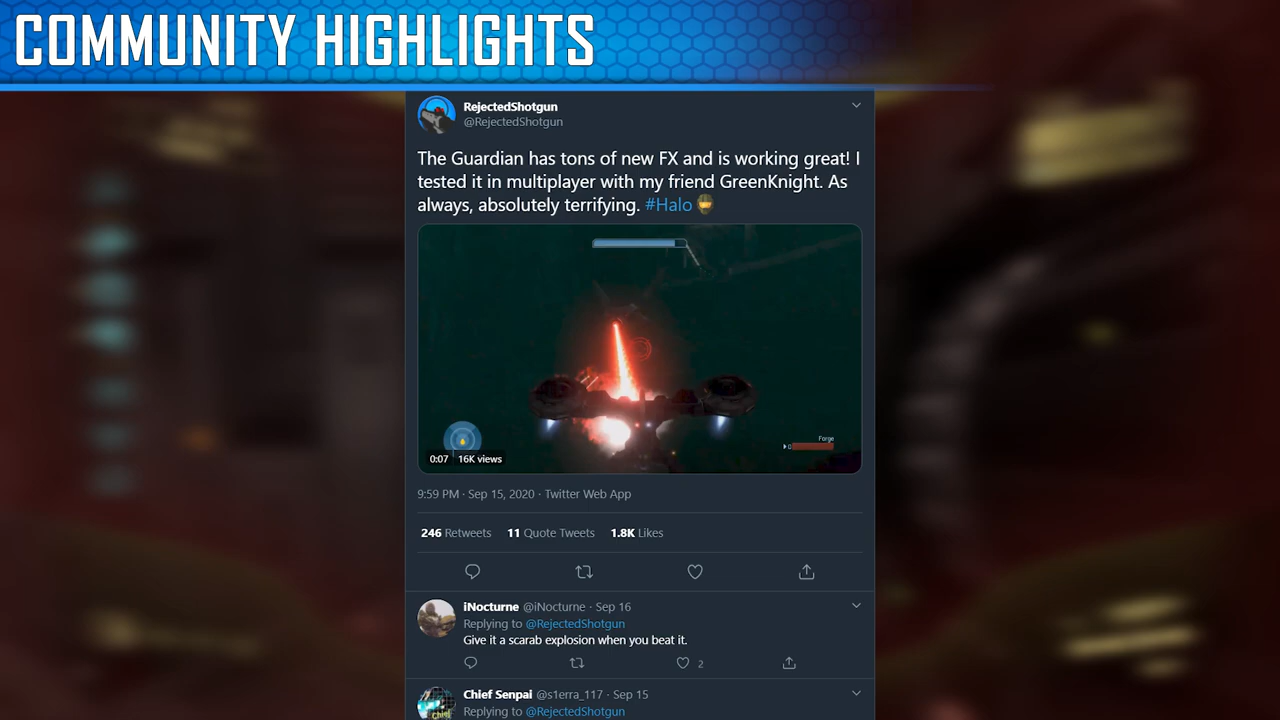 COMMUNITY HIGHLIGHTS
RejectedShotgun
@RejectedShotgun
The Guardian has tons of new FX and is working great! I
tested it in multiplayer with my friend GreenKnight. As
always, absolutely terrifying. #Halo
Forge
0:07 16K views
9:59 PM · Sep 15, 2020 · Twitter Web App
246 Retweets 11 Quote Tweets 1.8K Likes
iNocturne @iNocturne · Sep 16
Replying to @RejectedShotgun
Give it a scarab explosion when you beat it.
2
Chief Senpai @s1erra_117 · Sep 15
Replying to @RejectedShotgun